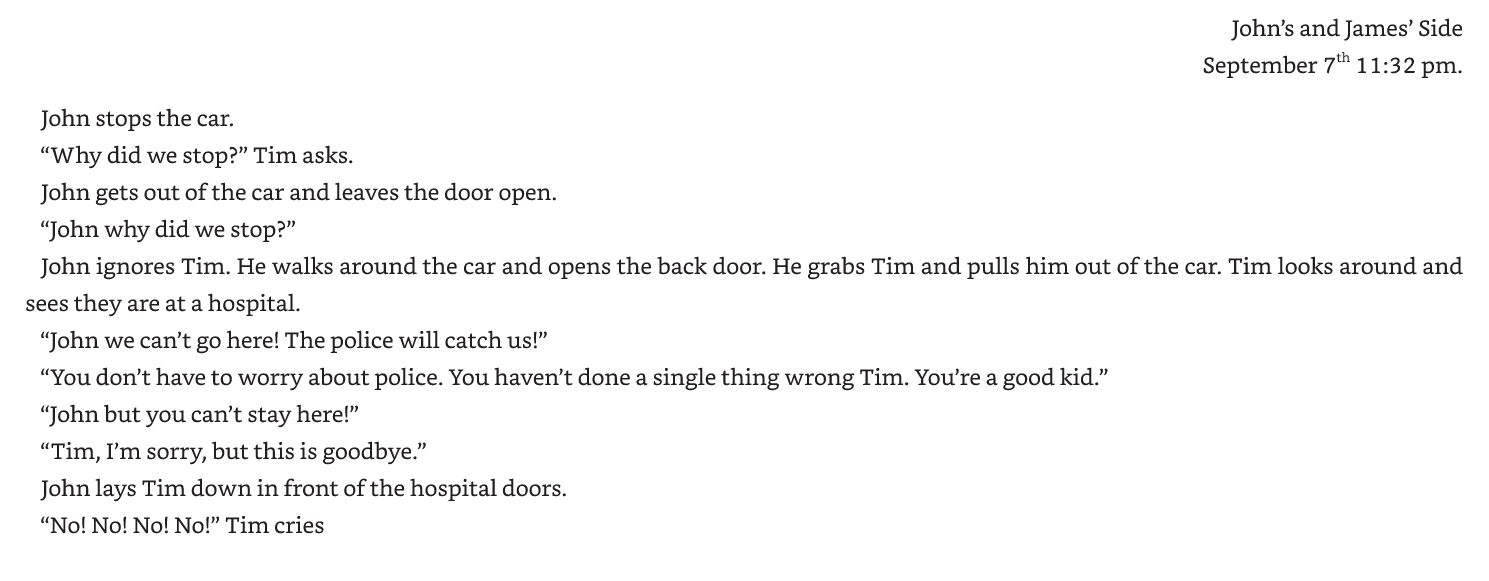 John’s and James’ Side
September 7th 11:32 pm.
John stops the car.
“Why did we stop?” Tim asks.
John gets out of the car and leaves the door open.
“John why did we stop?”
John ignores Tim. He walks around the car and opens the back door. He grabs Tim and pulls him out of the car. Tim looks around and
sees they are at a hospital.
“John we can’t go here! The police will catch us!”
“You don’t have to worry about police. You haven’t done a single thing wrong Tim. You’re a good kid.”
“John but you can’t stay here!”
“Tim, I’m sorry, but this is goodbye.”
John lays Tim down in front of the hospital doors.
“No! No! No! No!” Tim cries